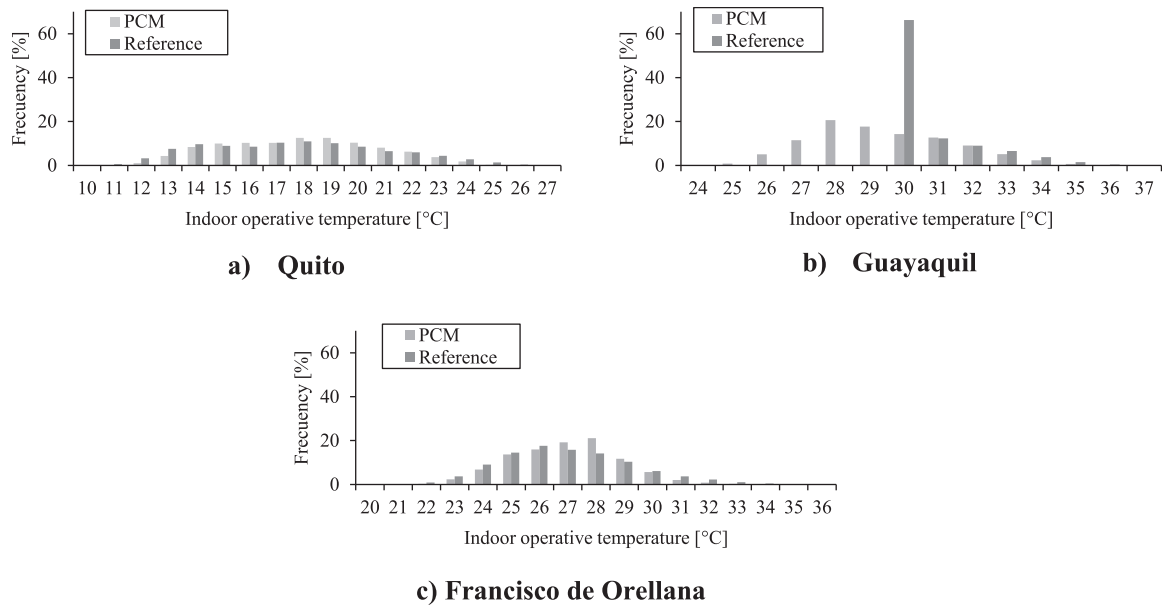 PCM
Reference
Frecuency [%]
60
40
20
0
10 11 12 13 14 15 16 17 18 19 20 21 22 23 24 25 26 27
Indoor operative temperature [°C]
a) Quito
PCM
Reference
Frecuency [%]
60
40
20
0
24 25 26 27 28 29 30 31 32 33 34 35 36 37
Indoor operative temperature [°C]
b) Guayaquil
PCM
Reference
Frecuency [%]
60
40
20
0
20 21 22 23 24 25 26 27 28 29 30 31 32 33 34 35 36
Indoor operative temperature [°C]
c) Francisco de Orellana